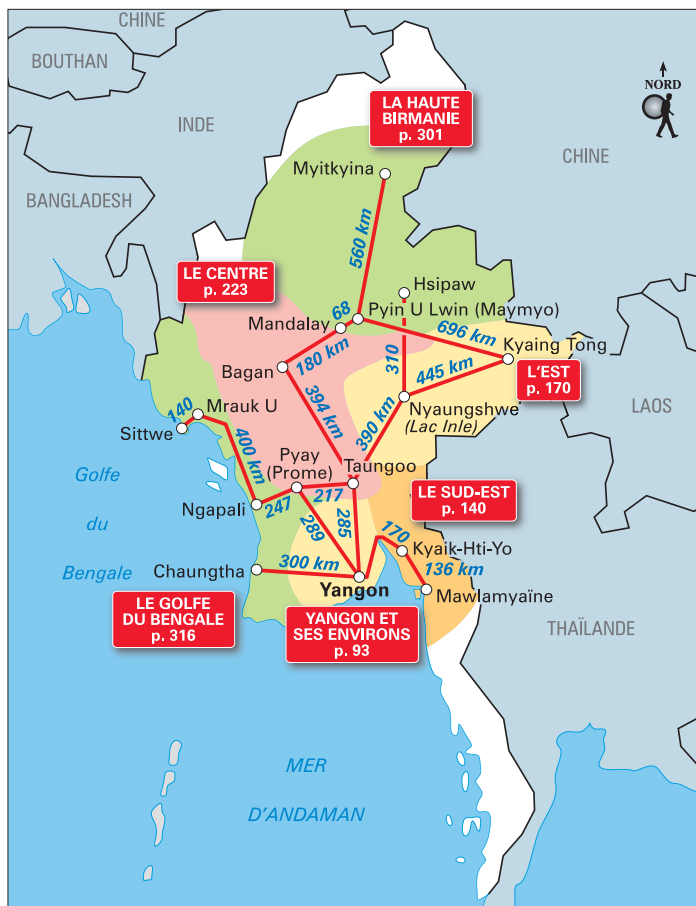 CHINE
BOUTHAN
NORD
LA HAUTE
BIRMANIE
p. 301
INDE
CHINE
Myitkyina
BANGLADESH
560 km
LE CENTRE
p. 223
Hsipaw
68
Pyin U Lwin (Maymyo)
Mandalay
696 km
180 km
Kyaing Tong
Bagan
310
445 km
L'EST
p. 170
394 km
LAOS
140
Mrauk U
Nyaungshwe
(Lac Inle)
Sittwe
390 km
400 km
Pyay
(Prome)
Taungoo
Golfe
du
Bengale
217
LE SUD-EST
p. 140
Ngapali
247
289
285
170
Kyaik-Hti-Yo
Chaungtha
300 km
136 km
Yangon
Mawlamyaïne
LE GOLFE
DU BENGALE
p. 316
YANGON ET
SES ENVIRONS
p. 93
THAÏLANDE
MER
D'ANDAMAN